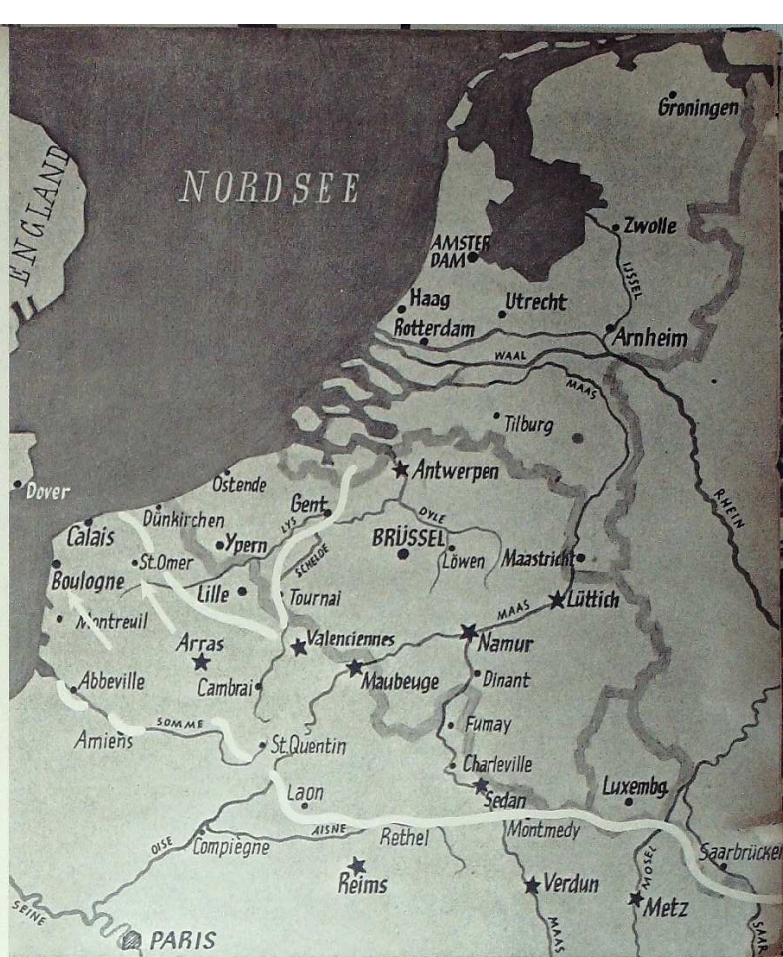 Groningen
ENGLAND
NORDSEE
Zwolle
AMSTER
DAM
IJSSEL
Haag
Utrecht
Rotterdam
Arnheim
WAAL
MAAS
Tilburg
Antwerpen
Dover
Ostende
Gent
R.HEIN
Dünkirchen
LYS
DYLE
Calais
Ypern
BRÜSSEL
St.Omer
SCHELDE
Löwen
Maastricht
Boulogne
Lille
Tournai
Lüttich
MAAS
Montreuil
Arras
Valenciennes
Namur
Abbeville
Cambrai
Maubeuge
Dinant
SOMME
Fumay
Amiens
St.Quentin
Charleville
Laon
Sedan
Luxembg.
AISNE
Rethel
Montmedy
OISE
Compiègne
MOSEL
Saarbrücken
Reims
Verdun
Metz
SEINE
PARIS
MAAS
SAAR